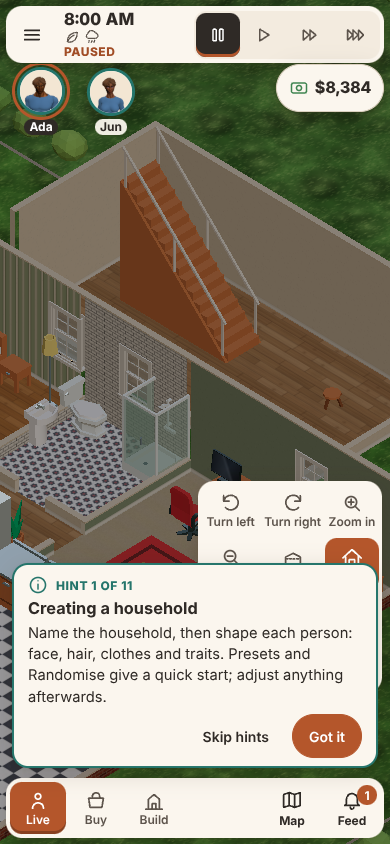 8:00 AM
PAUSED
$8,384
Ada
Jun
Turn left
Turn right
Zoom in
HINT 1 OF 11
Creating a household
Name the household, then shape each person:
face, hair, clothes and traits. Presets and
Randomise give a quick start; adjust anything
afterwards.
Skip hints
Got it
Live
Buy
Build
Map
Feed
1